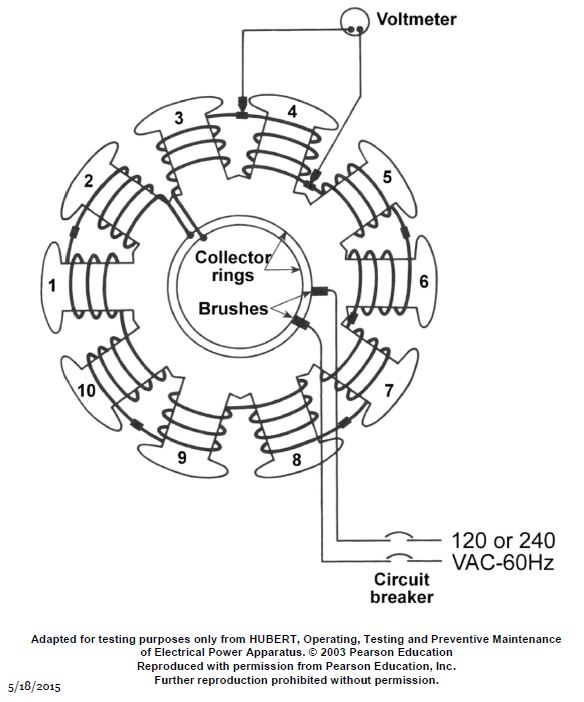 Voltmeter
3
4
2
5
Collector
rings
1
6
Brushes
10
7
9
8
120 or 240
VAC-60Hz
Circuit
breaker
Adapted for testing purposes only from HUBERT, Operating, Testing and Preventive Maintenance
of Electrical Power Apparatus. © 2003 Pearson Education
Reproduced with permission from Pearson Education, Inc.
Further reproduction prohibited without permission.
5/18/2015